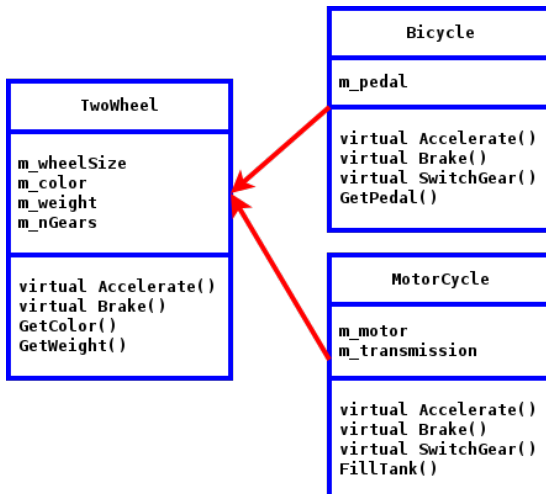 TwoWheel
m_wheelSize
m_color
m_weight
m_nGears
virtual Accelerate()
virtual Brake()
GetColor()
GetWeight()
Bicycle
m_pedal
virtual Accelerate()
virtual Brake()
virtual SwitchGear()
GetPedal()
MotorCycle
m_motor
m_transmission
virtual Accelerate()
virtual Brake()
virtual SwitchGear()
FillTank()